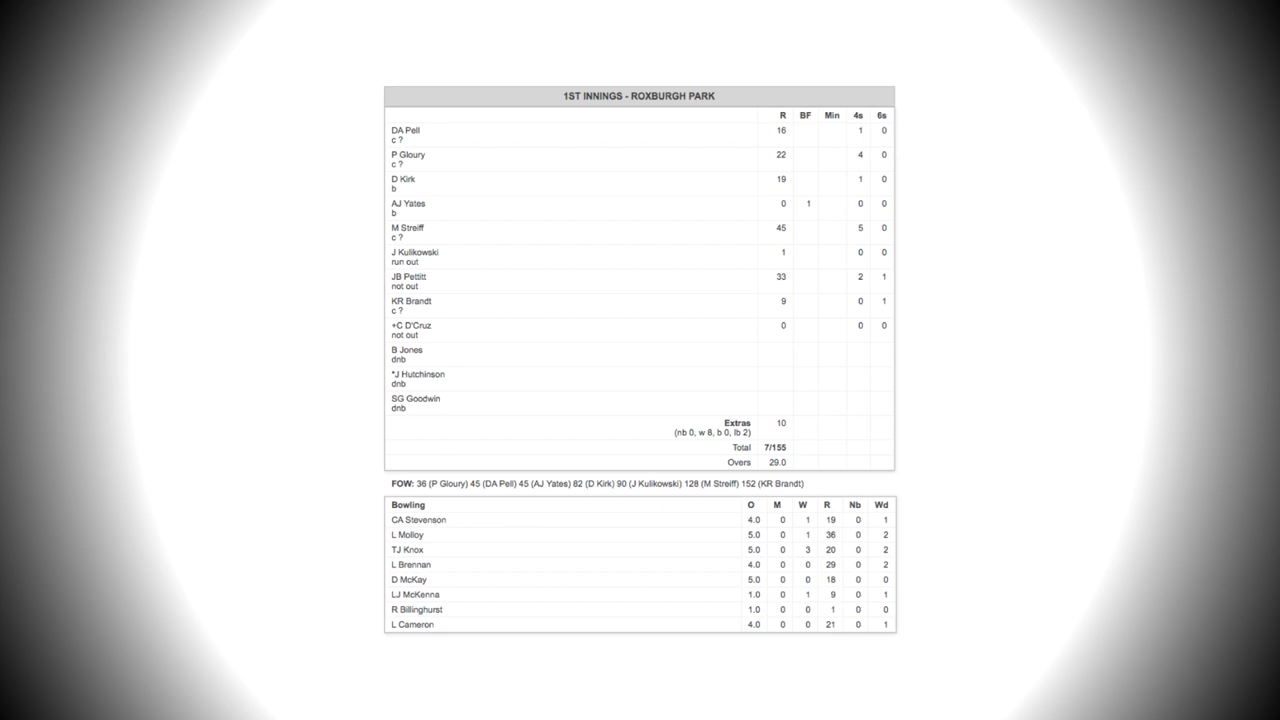 1ST INNINGS - ROXBURGH PARK
R BF Min 4s 6s
DA Pell 16 1 0
c ?
P Gloury 22 4 0
c ?
D Kirk 19 1 0
b
AJ Yates 0 1 0 0
b
M Streiff 45 5 0
c ?
J Kulikowski 1 0 0
run out
JB Pettitt 33 2 1
not out
KR Brandt 9 0 1
c ?
+C D'Cruz 0 0 0
not out
B Jones
dnb
*J Hutchinson
dnb
SG Goodwin
dnb
Extras 10
(nb 0, w 8, b 0, lb 2)
Total 7/155
Overs 29.0
FOW: 36 (P Gloury) 45 (DA Pell) 45 (AJ Yates) 82 (D Kirk) 90 (J Kulikowski) 128 (M Streiff) 152 (KR Brandt)
Bowling O M W R Nb Wd
CA Stevenson 4.0 0 1 19 0 1
L Molloy 5.0 0 1 36 0 2
TJ Knox 5.0 0 3 20 0 2
L Brennan 4.0 0 0 29 0 2
D McKay 5.0 0 0 18 0 0
LJ McKenna 1.0 0 1 9 0 1
R Billinghurst 1.0 0 0 1 0 0
L Cameron 4.0 0 0 21 0 1